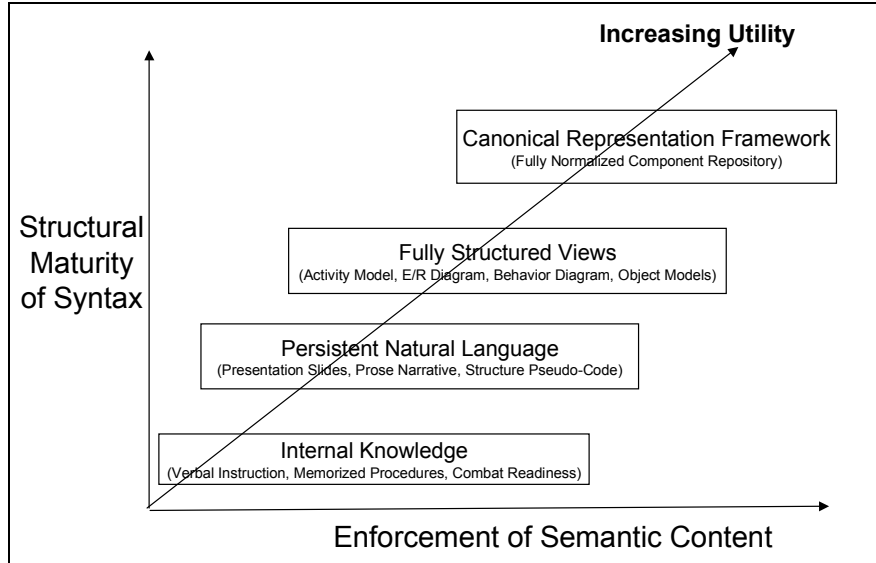 Increasing Utility
Canonical Representation Framework
(Fully Normalized Component Repository)
Structural
Maturity
of Syntax
Fully Structured Views
(Activity Model, E/R Diagram, Behavior Diagram, Object Models)
Persistent Natural Language
(Presentation Slides, Prose Narrative, Structure Pseudo-Code)
Internal Knowledge
(Verbal Instruction, Memorized Procedures, Combat Readiness)
Enforcement of Semantic Content